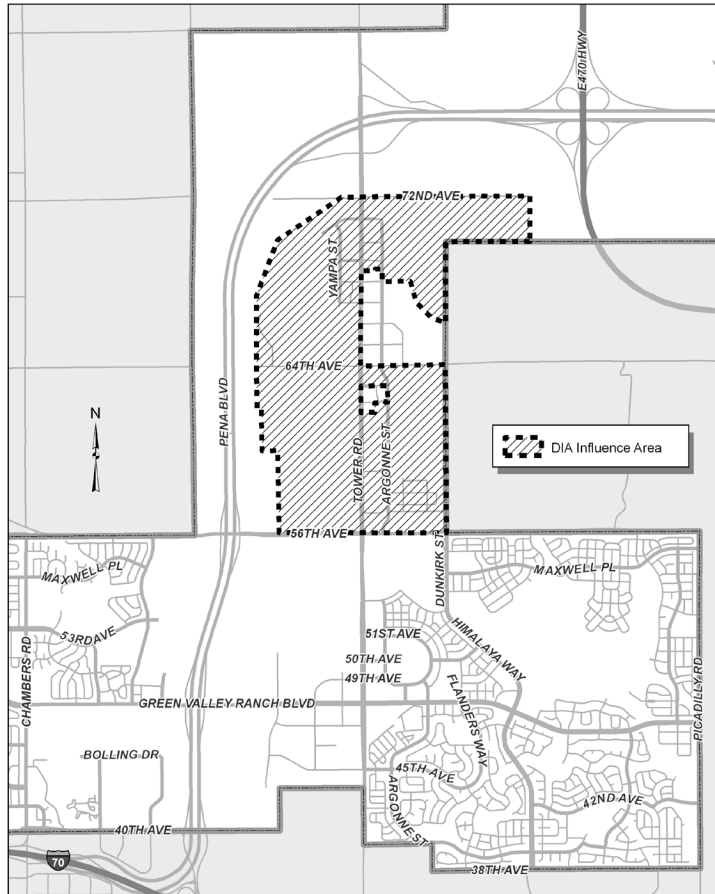 E470 HWY
72ND AVE
YAMPA ST
64TH AVE
PENA BLVD
N
TOWER RD
ARGONNE ST
DIA Influence Area
56TH AVE
DUNKIRK ST
MAXWELL PL
MAXWELL PL
53RD AVE
CHAMBERS RD
51ST AVE
HIMALAYA WAY
50TH AVE
49TH AVE
PICADILLY RD
GREEN VALLEY RANCH BLVD
FLANDERS WAY
BOLLING DR
45TH AVE
42ND AVE
ARGONNE ST
40TH AVE
70
38TH AVE